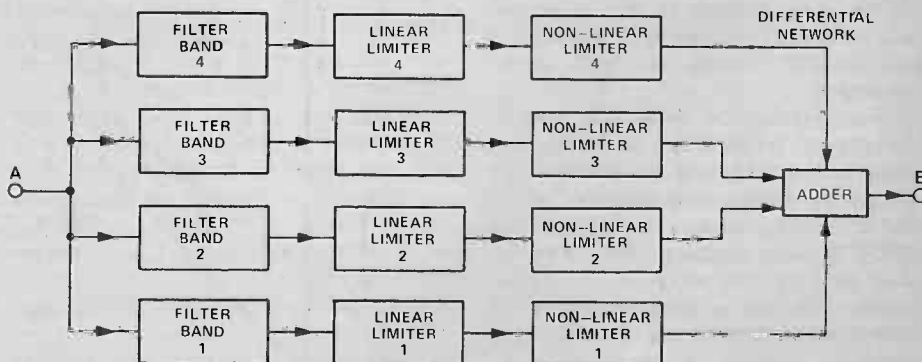 DIFFERENTIAL
NETWORK
FILTER
BAND
4
LINEAR
LIMITER
4
NON-LINEAR
LIMITER
4
FILTER
BAND
3
LINEAR
LIMITER
3
NON-LINEAR
LIMITER
3
A
ADDER
B
FILTER
BAND
2
LINEAR
LIMITER
2
NON-LINEAR
LIMITER
2
FILTER
BAND
1
LINEAR
LIMITER
1
NON-LINEAR
LIMITER
1